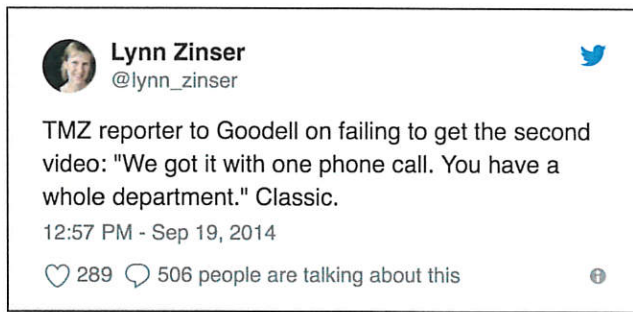 Lynn Zinser
@lynn_zinser
TMZ reporter to Goodell on failing to get the second
video: "We got it with one phone call. You have a
whole department." Classic.
12:57 PM - Sep 19, 2014
289 506 people are talking about this